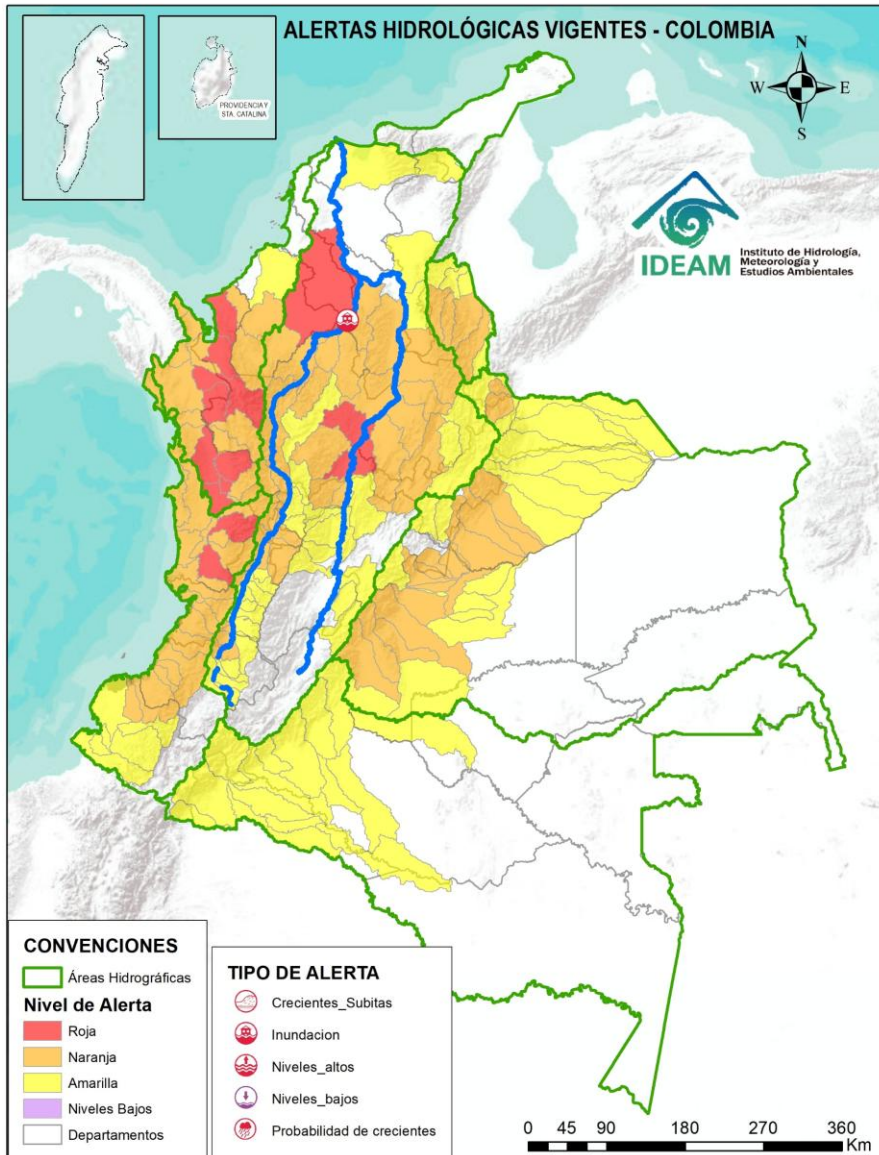 ALERTAS HIDROLÓGICAS VIGENTES - COLOMBIA
PROVIDENCIA Y
STA. CATALINA
N
W
E
S
IDEAM
Instituto de Hidrología,
Meteorología y
Estudios Ambientales
CONVENCIONES
Áreas Hidrográficas
Nivel de Alerta
Roja
Naranja
Amarilla
Niveles Bajos
Departamentos
TIPO DE ALERTA
Crecientes_Subitas
Inundacion
Niveles_altos
Niveles_bajos
Probabilidad de crecientes
0 45 90 180 270 360
Km